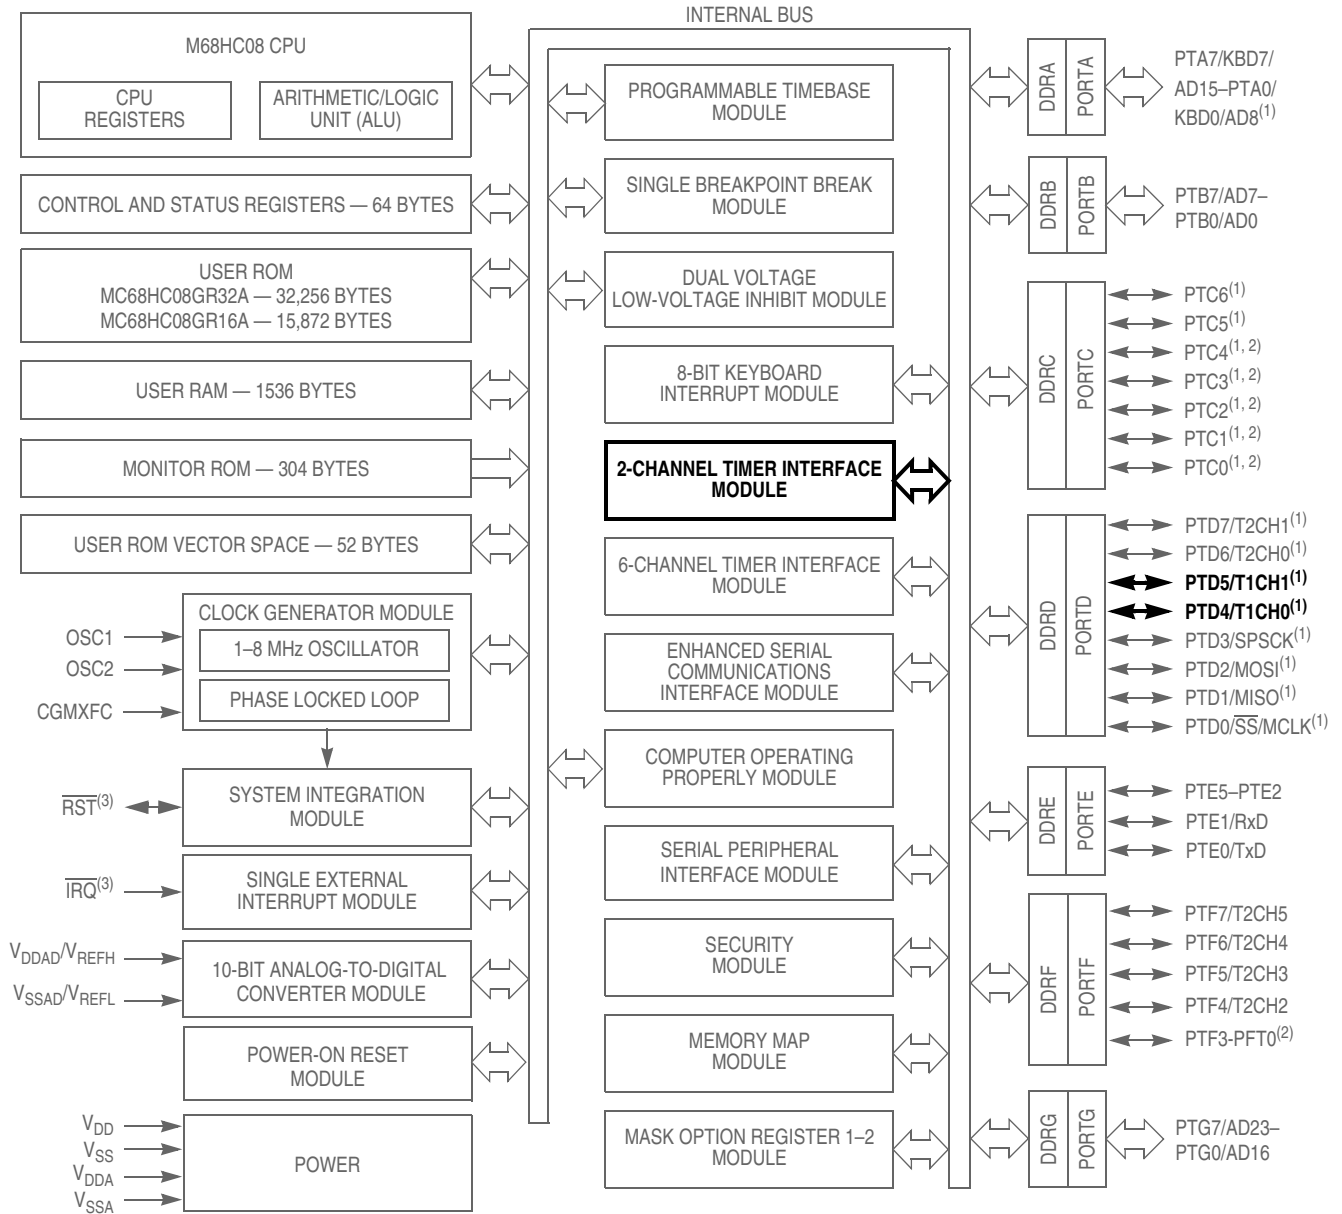 INTERNAL BUS
M68HC08 CPU
CPU
REGISTERS
ARITHMETIC/LOGIC
UNIT (ALU)
CONTROL AND STATUS REGISTERS — 64 BYTES
USER ROM
MC68HC08GR32A — 32,256 BYTES
MC68HC08GR16A — 15,872 BYTES
USER RAM — 1536 BYTES
MONITOR ROM — 304 BYTES
USER ROM VECTOR SPACE — 52 BYTES
CLOCK GENERATOR MODULE
1–8 MHz OSCILLATOR
PHASE LOCKED LOOP
OSC1
OSC2
CGMXFC
SYSTEM INTEGRATION
MODULE
RST(3)
SINGLE EXTERNAL
INTERRUPT MODULE
IRQ(3)
10-BIT ANALOG-TO-DIGITAL
CONVERTER MODULE
VDDAD/VREFH
VSSAD/VREFL
POWER-ON RESET
MODULE
POWER
VDD
VSS
VDDA
VSSA
PROGRAMMABLE TIMEBASE
MODULE
SINGLE BREAKPOINT BREAK
MODULE
DUAL VOLTAGE
LOW-VOLTAGE INHIBIT MODULE
8-BIT KEYBOARD
INTERRUPT MODULE
2-CHANNEL TIMER INTERFACE
MODULE
6-CHANNEL TIMER INTERFACE
MODULE
ENHANCED SERIAL
COMMUNICATIONS
INTERFACE MODULE
COMPUTER OPERATING
PROPERLY MODULE
SERIAL PERIPHERAL
INTERFACE MODULE
SECURITY
MODULE
MEMORY MAP
MODULE
MASK OPTION REGISTER 1–2
MODULE
DDRA
PORTA
PTA7/KBD7/
AD15–PTA0/
KBD0/AD8(1)
DDRB
PORTB
PTB7/AD7–
PTB0/AD0
DDRC
PORTC
PTC6(1)
PTC5(1)
PTC4(1, 2)
PTC3(1, 2)
PTC2(1, 2)
PTC1(1, 2)
PTC0(1, 2)
DDRD
PORTD
PTD7/T2CH1(1)
PTD6/T2CH0(1)
PTD5/T1CH1(1)
PTD4/T1CH0(1)
PTD3/SPSCK(1)
PTD2/MOSI(1)
PTD1/MISO(1)
PTD0/SS/MCLK(1)
DDRE
PORTE
PTE5–PTE2
PTE1/RxD
PTE0/TxD
DDRF
PORTF
PTF7/T2CH5
PTF6/T2CH4
PTF5/T2CH3
PTF4/T2CH2
PTF3-PFT0(2)
DDRG
PORTG
PTG7/AD23–
PTG0/AD16